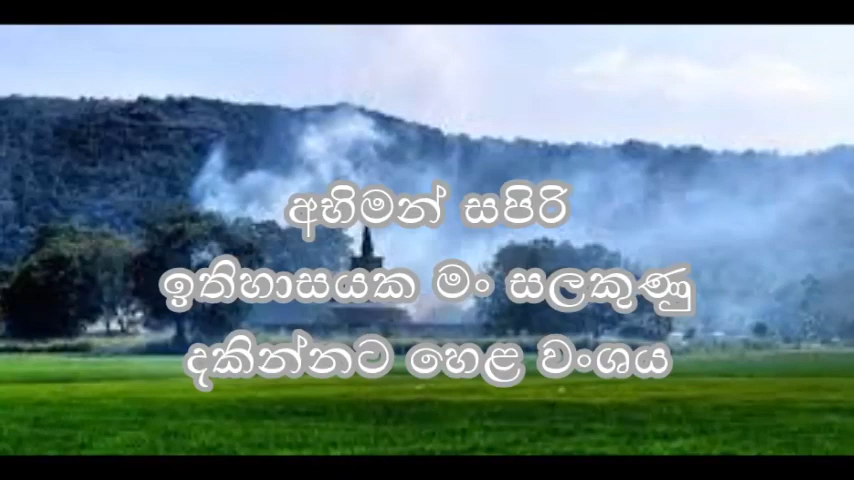 අභිමන් සපිරි
ඉතිහාසයක මං සලකුණු
දකින්නට හෙළ වංශය